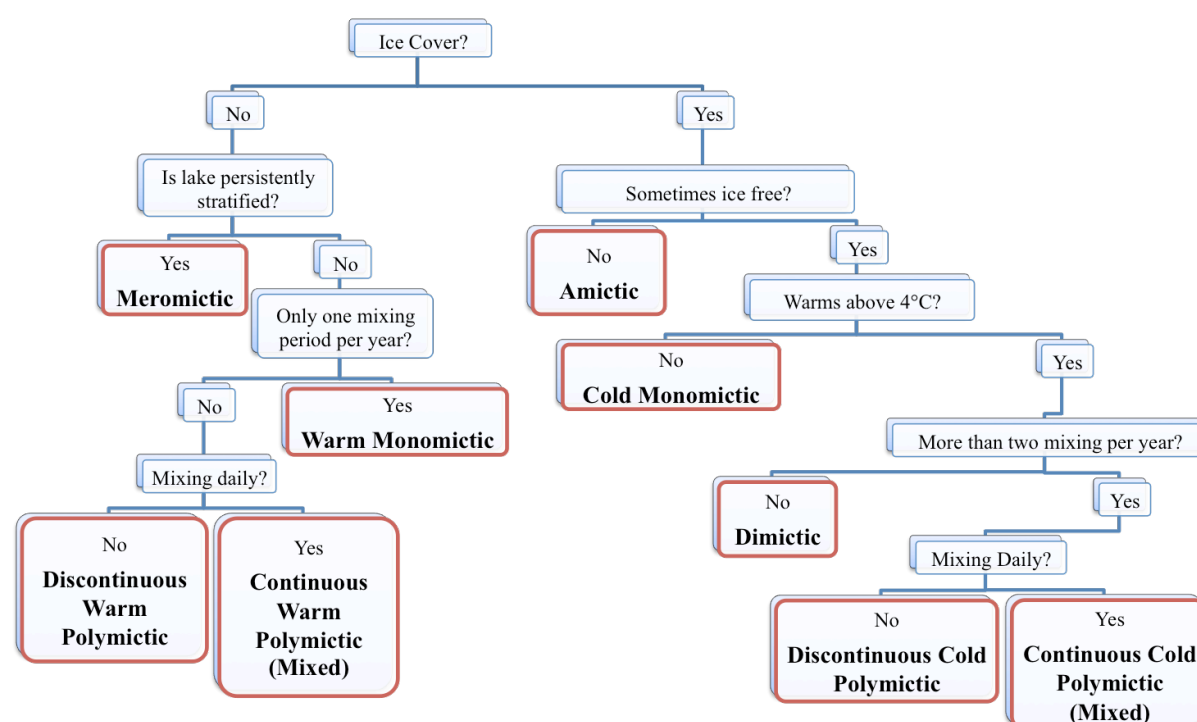 Ice Cover?
No
Yes
Is lake persistently
stratified?
Sometimes ice free?
Yes
Meromictic
No
No
Amictic
Yes
Only one mixing
period per year?
Warms above 4°C?
No
Yes
Warm Monomictic
No
Cold Monomictic
Yes
Mixing daily?
More than two mixing per year?
No
Discontinuous
Warm
Polymictic
Yes
Continuous
Warm
Polymictic
(Mixed)
No
Dimictic
Yes
Mixing Daily?
No
Discontinuous Cold
Polymictic
Yes
Continuous Cold
Polymictic
(Mixed)